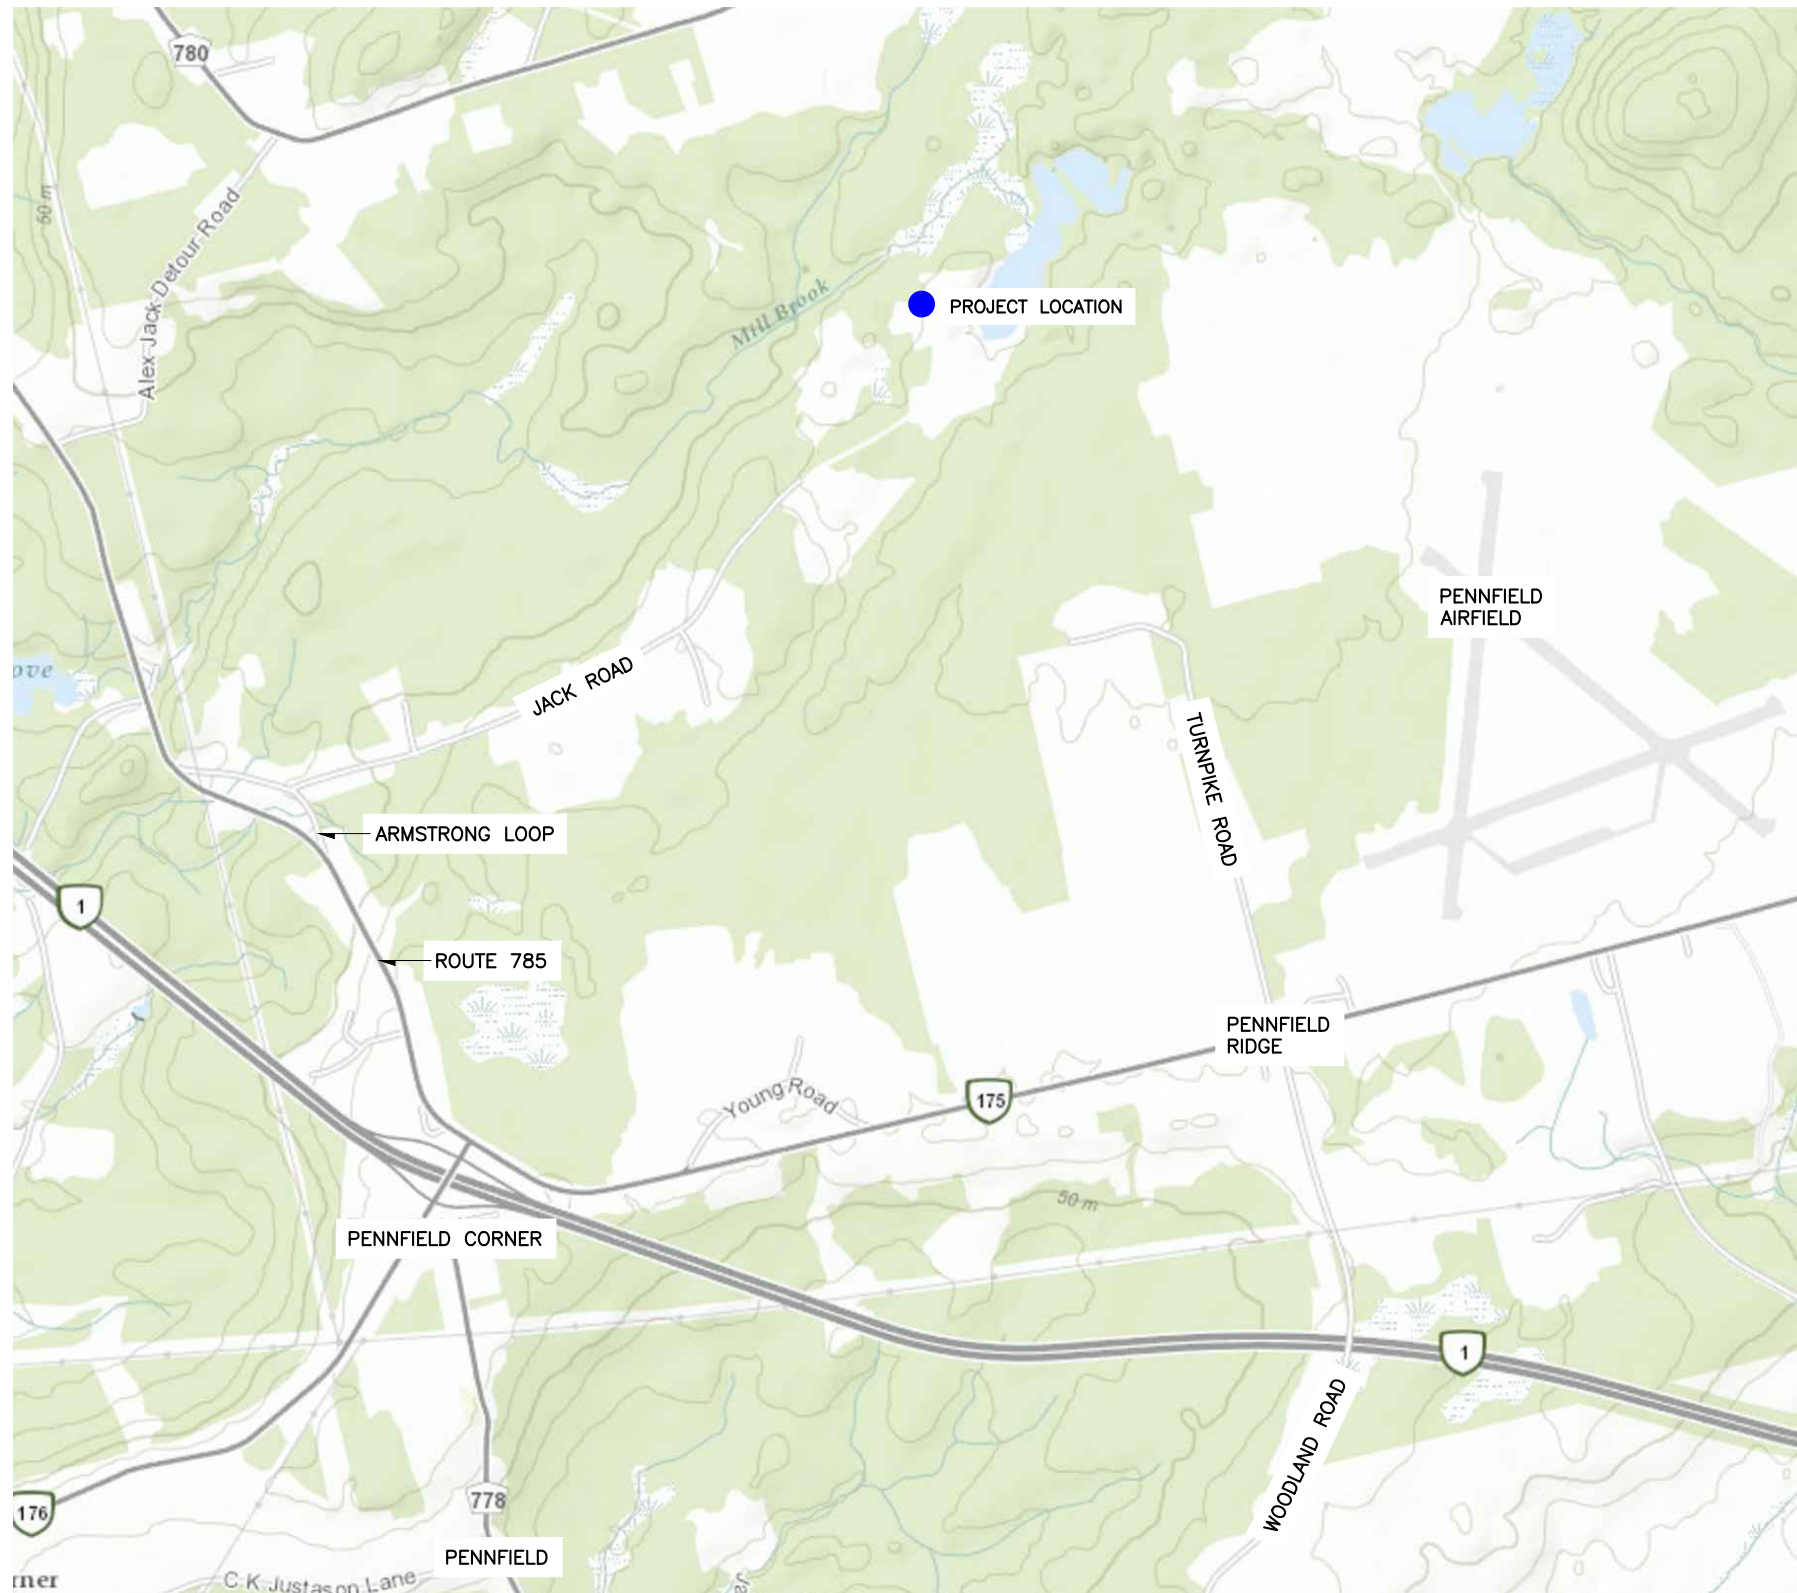 780
50 m
Alex Jack Detour Road
Mill Brook
PROJECT LOCATION
PENNFIELD
AIRFIELD
ove
JACK ROAD
TURNPIKE ROAD
ARMSTRONG LOOP
1
ROUTE 785
PENNFIELD
RIDGE
Young Road
175
50 m
PENNFIELD CORNER
1
WOODLAND ROAD
176
778
PENNFIELD
rner
C K Justason Lane